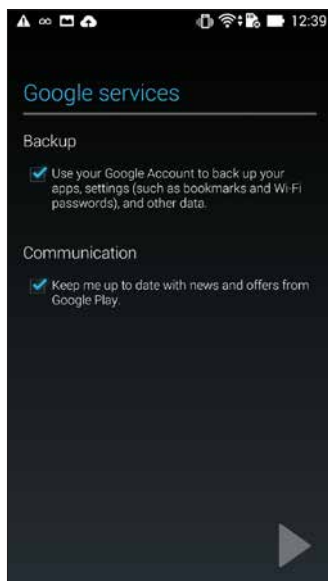 12:39
Google services
Backup
Use your Google Account to back up your
apps, settings (such as bookmarks and Wi-Fi
passwords), and other data.
Communication
Keep me up to date with news and offers from
Google Play.